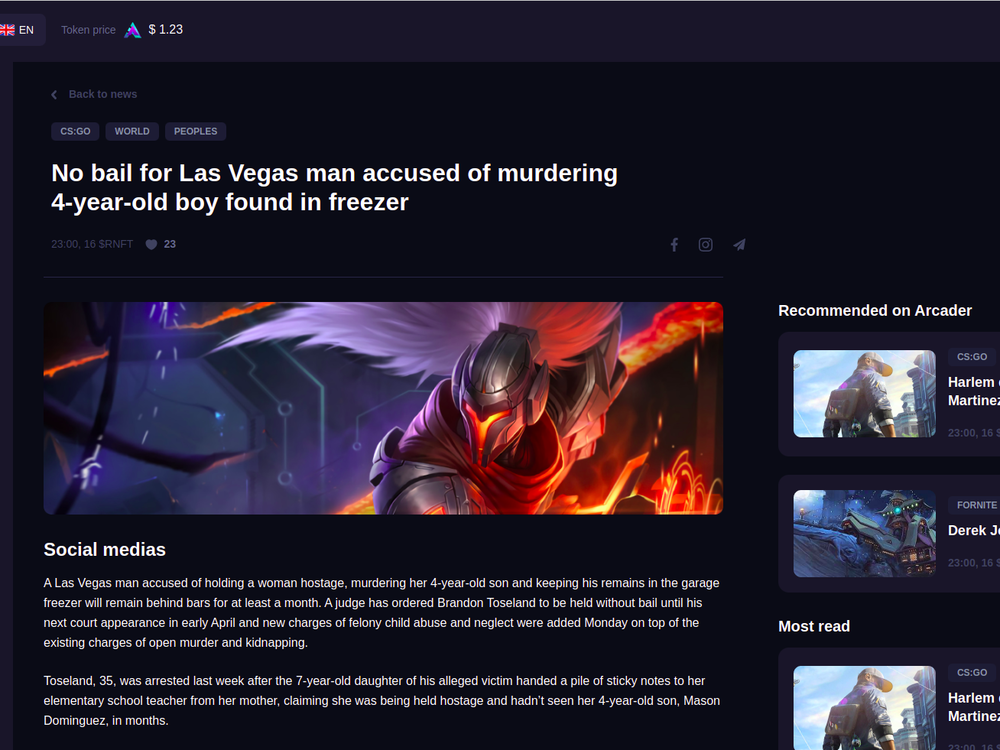 EN
Token price
$ 1.23
Back to news
CS:GO
WORLD
PEOPLES
No bail for Las Vegas man accused of murdering
4-year-old boy found in freezer
23:00, 16 $RNFT
23
Social medias
A Las Vegas man accused of holding a woman hostage, murdering her 4-year-old son and keeping his remains in the garage
freezer will remain behind bars for at least a month. A judge has ordered Brandon Toseland to be held without bail until his
next court appearance in early April and new charges of felony child abuse and neglect were added Monday on top of the
existing charges of open murder and kidnapping.
Toseland, 35, was arrested last week after the 7-year-old daughter of his alleged victim handed a pile of sticky notes to her
elementary school teacher from her mother, claiming she was being held hostage and hadn’t seen her 4-year-old son, Mason
Dominguez, in months.
Recommended on Arcader
CS:GO
Harlem
Martinez
23:00, 16 $
FORNITE
Derek
23:00, 16 $
Most read
CS:GO
Harlem
Martinez
23:00, 16 $